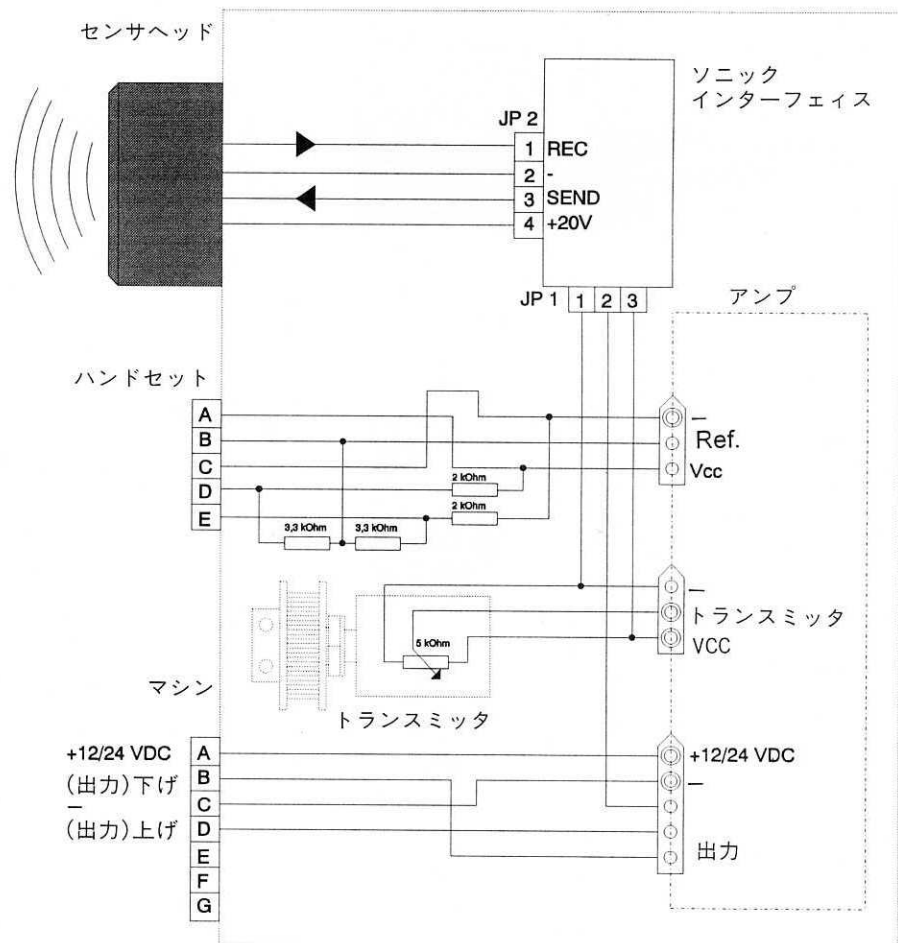 センサヘッド
ソニック
インターフェィス
JP 2
1 REC
2 -
3 SEND
4 +20V
JP 1 1 2 3
アンプ
ハンドセット
A
B
C
D
E
2 kOhm
2 kOhm
3,3 kOhm 3,3 kOhm
−
Ref.
Vcc
−
トランスミッタ
VCC
5 kOhm
トランスミッタ
マシン
+12/24 VDC A
(出力)下げ B
− C
(出力)上げ D
E
F
G
+12/24 VDC
−
出力